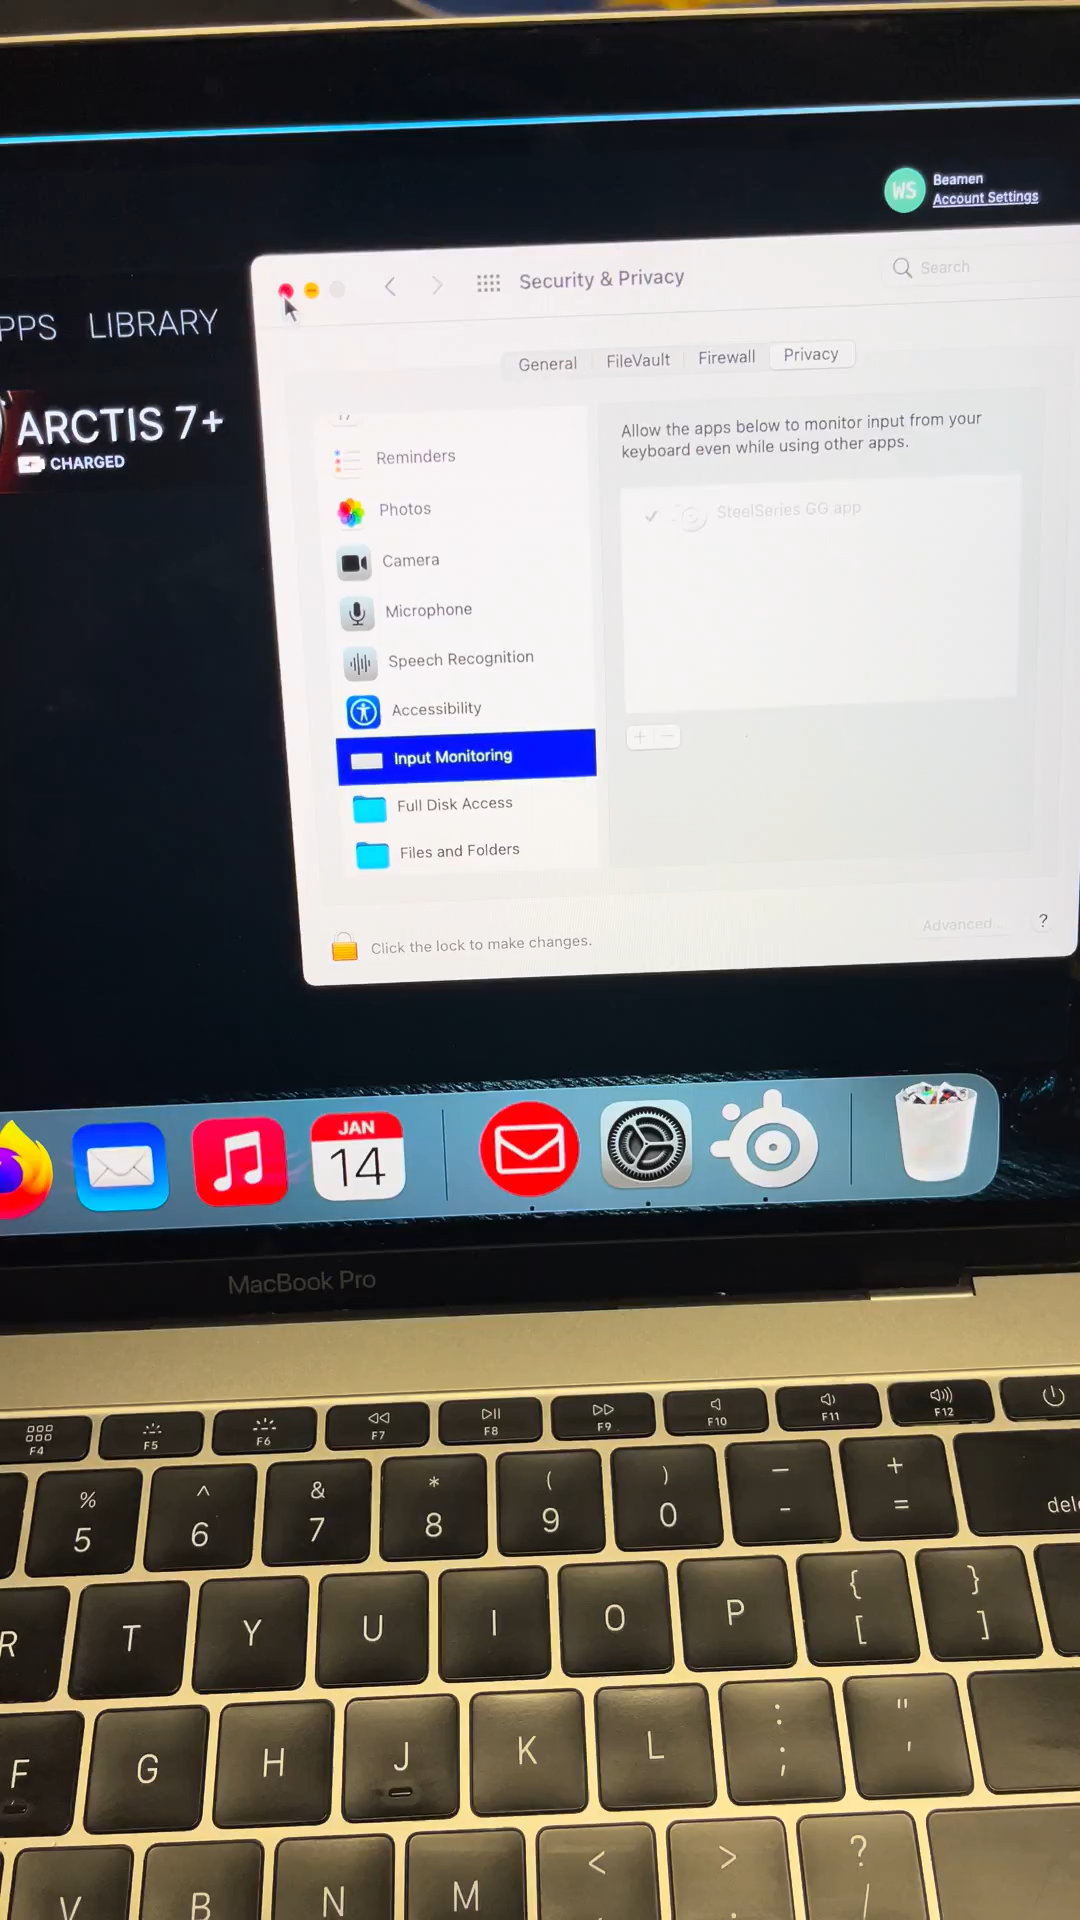 WS
Beamen
Account Settings
Security & Privacy
Search
PPS LIBRARY
General
FileVault
Firewall
Privacy
ARCTIS 7+
CHARGED
17
Reminders
Photos
Camera
Microphone
Speech Recognition
Accessibility
Input Monitoring
Full Disk Access
Files and Folders
Allow the apps below to monitor input from your
keyboard even while using other apps.
SteelSeries GG.app
+ −
Click the lock to make changes.
Advanced...
?
JAN
14
MacBook Pro
F4 F5 F6 F7 F8 F9 F10 F11 F12
% ^ & * ( ) _ +
5 6 7 8 9 0 - =
dele
R T Y U I O P { [ } ]
F G H J K L : ; " '
V B N M < , > . ? /